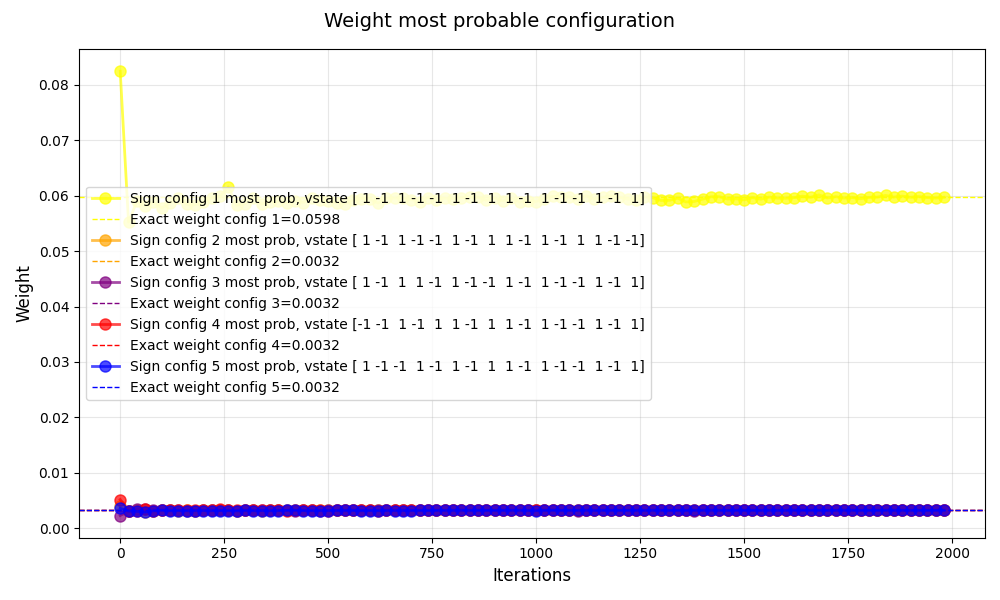 Weight most probable configuration
Weight
0.08
0.07
0.06
0.05
0.04
0.03
0.02
0.01
0.00
Sign config 1 most prob, vstate [ 1 -1  1 -1 -1  1 -1  1  1 -1  1 -1 -1  1 -1  1]
Exact weight config 1=0.0598
Sign config 2 most prob, vstate [ 1 -1  1 -1 -1  1 -1  1  1 -1  1 -1  1  1 -1 -1]
Exact weight config 2=0.0032
Sign config 3 most prob, vstate [ 1 -1  1  1 -1  1 -1 -1  1 -1  1 -1 -1  1 -1  1]
Exact weight config 3=0.0032
Sign config 4 most prob, vstate [-1 -1  1 -1  1  1 -1  1  1 -1  1 -1 -1  1 -1  1]
Exact weight config 4=0.0032
Sign config 5 most prob, vstate [ 1 -1 -1  1 -1  1 -1  1  1 -1  1 -1 -1  1 -1  1]
Exact weight config 5=0.0032
0 250 500 750 1000 1250 1500 1750 2000
Iterations